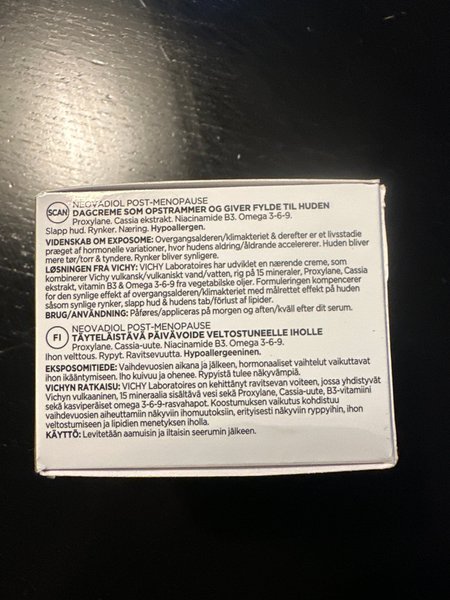 SCAN
NEOVADIOL POST-MENOPAUSE
DAGCREME SOM OPSTRAMMER OG GIVER FYLDE TIL HUDEN
Proxylane. Cassia ekstrakt. Niacinamide B3. Omega 3-6-9.
Slapp hud. Rynker. Næring. Hypoallergen.
VIDENSKAB OM EXPOSOME: Overgangsalderen/klimakteriet & derefter er et livsstadie
præget af hormonelle variationer, hvor hudens aldring/åldrande accelererer. Huden bliver
mere tør/torr & tyndere. Rynker bliver synligere.
LØSNINGEN FRA VICHY: VICHY Laboratoires har udviklet en nærende creme, som
kombinerer Vichy vulkansk/vulkaniskt vand/vatten, rig på 15 mineraler, Proxylane, Cassia
ekstrakt, vitamin B3 & Omega 3-6-9 fra vegetabilske oljer. Formuleringen kompencerer
for den synlige effekt af overgangsalderen/klimakteriet med målrettet effekt på huden
såsom synlige rynker, slapp hud & hudens tab/förlust af lipider.
BRUG/ANVÄNDNING: Påføres/appliceras på morgen og aften/kväll efter dit serum.
FI
NEOVADIOL POST-MENOPAUSE
TÄYTELÄISTÄVÄ PÄIVÄVOIDE VELTOSTUNEELLE IHOLLE
Proxylane. Cassia-uute. Niacinamide B3. Omega 3-6-9.
Ihon velttous. Rypyt. Ravitsevuutta. Hypoallergeeninen.
EKSPOSOMITIEDE: Vaihdevuosien aikana ja jälkeen, hormonaaliset vaihtelut vaikuttavat
ihon ikääntymiseen. Iho kuivuu ja ohenee. Rypyistä tulee näkyvämpiä.
VICHYN RATKAISU: VICHY Laboratoires on kehittänyt ravitsevan voiteen, jossa yhdistyvät
Vichyn vulkaaninen, 15 mineraalia sisältävä vesi sekä Proxylane, Cassia-uute, B3-vitamiini
sekä kasviperäiset omega 3-6-9-rasvahapot. Koostumuksen vaikutus kohdistuu
vaihdevuosien aiheuttamiin näkyviin ihomuutoksiin, erityisesti näkyviin ryppyihin, ihon
veltostumiseen ja lipidien menetyksen iholla.
KÄYTTÖ: Levitetään aamuisin ja iltaisin seerumin jälkeen.